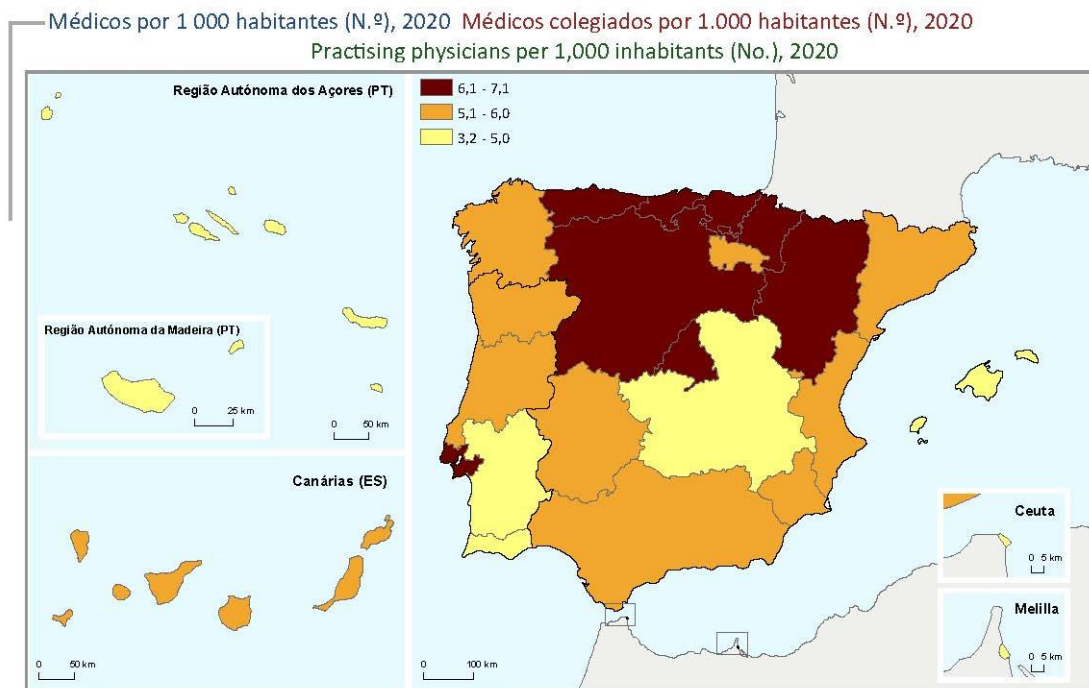 Médicos por 1 000 habitantes (N.º), 2020 Médicos colegiados por 1.000 habitantes (N.º), 2020
Practising physicians per 1,000 inhabitants (No.), 2020
Região Autónoma dos Açores (PT)
6,1 - 7,1
5,1 - 6,0
3,2 - 5,0
Região Autónoma da Madeira (PT)
0 25 km
0 50 km
Canárias (ES)
0 50 km
0 100 km
Ceuta
0 5 km
Melilla
0 5 km